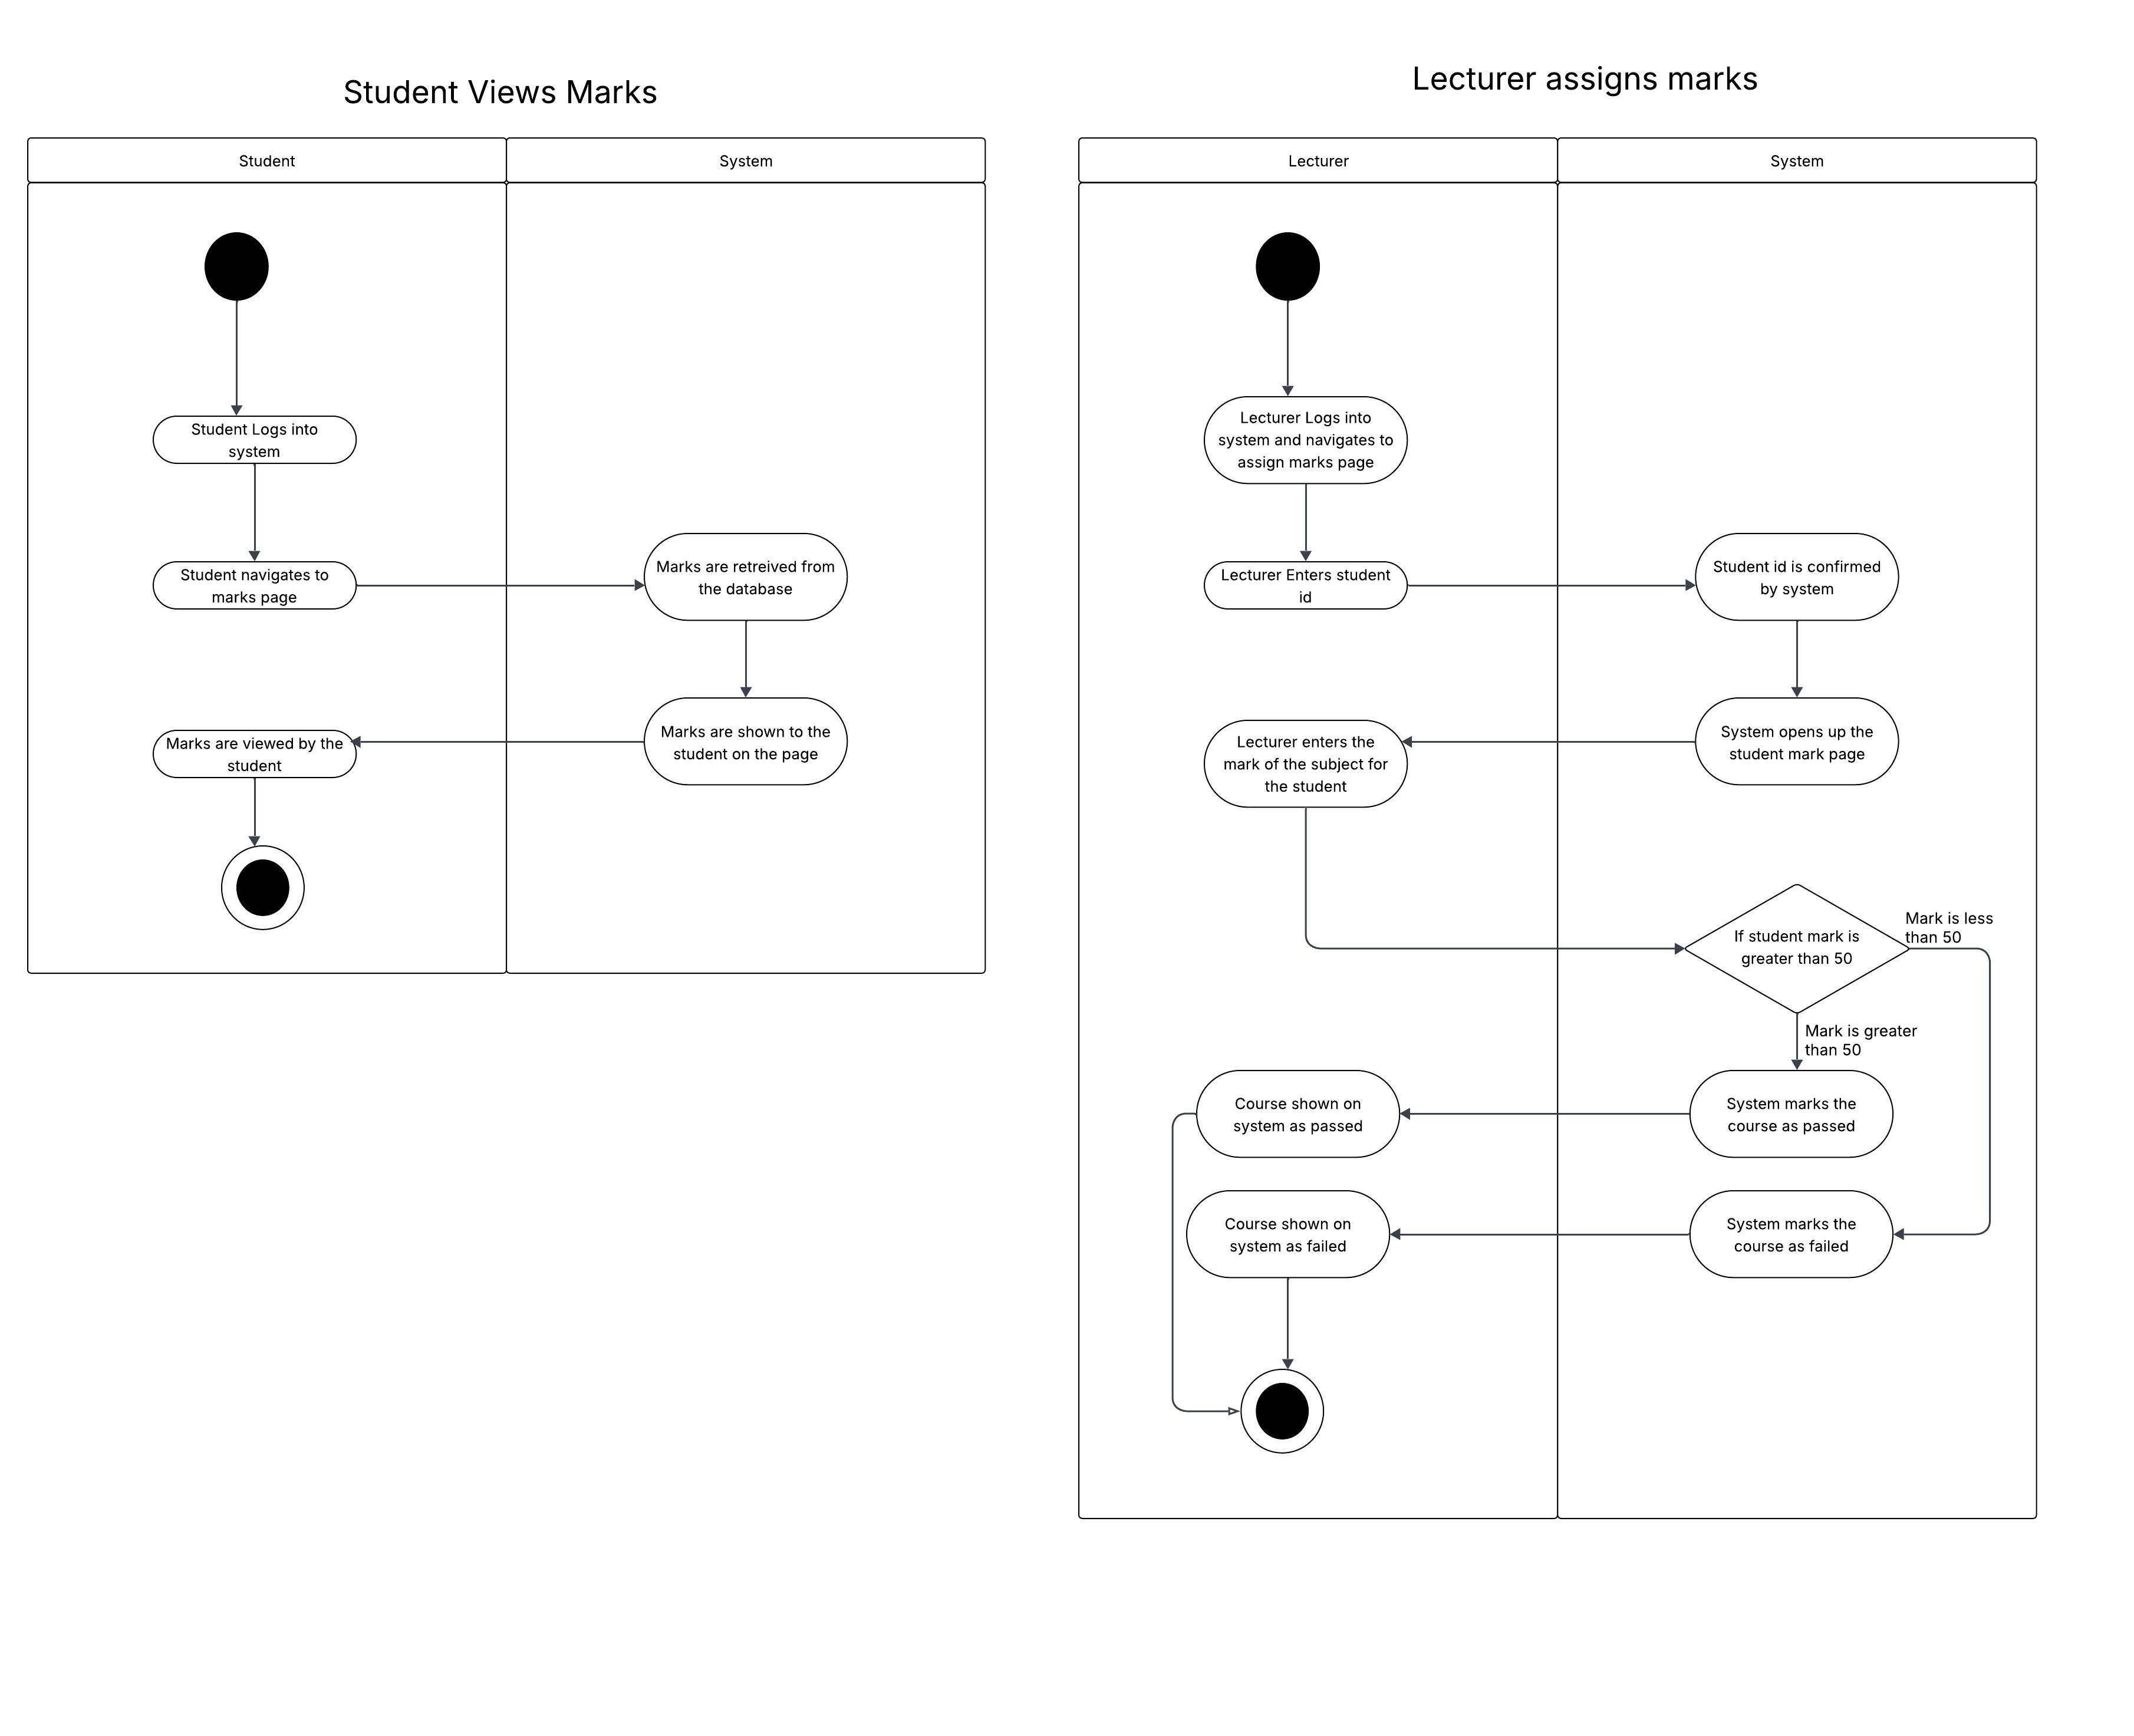 Student Views Marks
Student
System
Student Logs into
system
Student navigates to
marks page
Marks are retreived from
the database
Marks are shown to the
student on the page
Marks are viewed by the
student
Lecturer assigns marks
Lecturer
System
Lecturer Logs into
system and navigates to
assign marks page
Lecturer Enters student
id
Student id is confirmed
by system
System opens up the
student mark page
Lecturer enters the
mark of the subject for
the student
If student mark is
greater than 50
Mark is less
than 50
Mark is greater
than 50
System marks the
course as passed
Course shown on
system as passed
System marks the
course as failed
Course shown on
system as failed